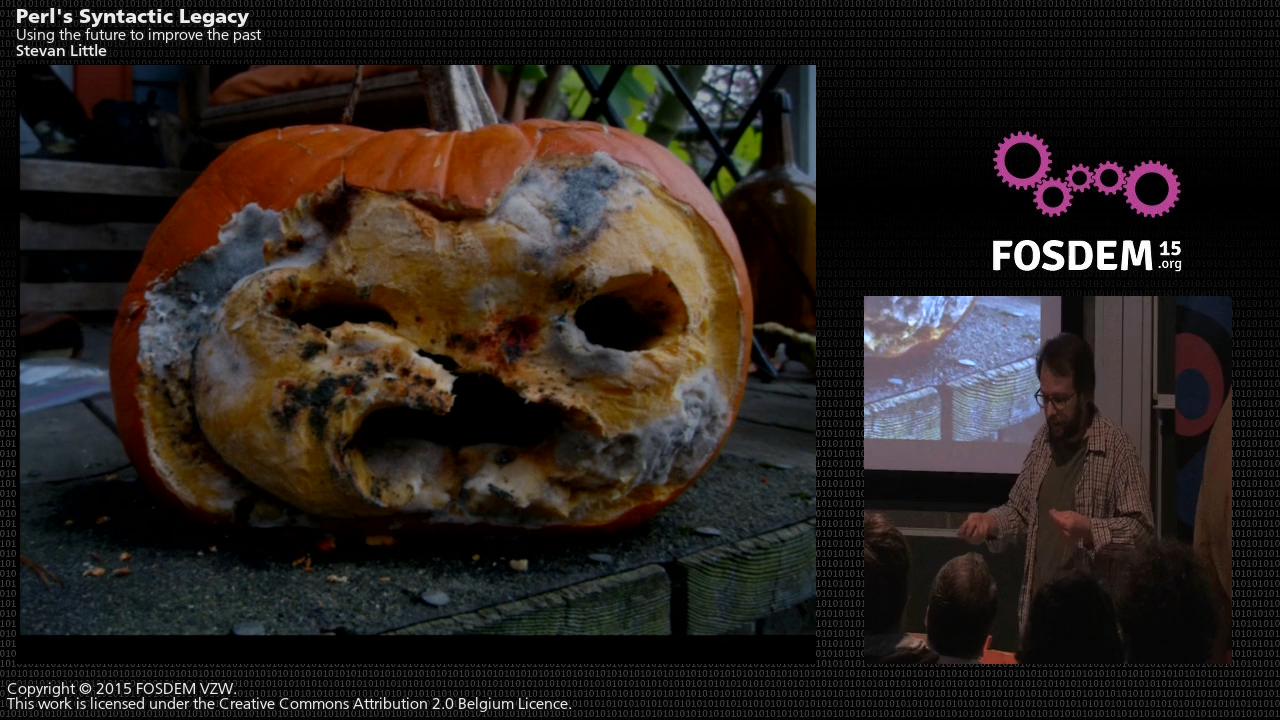 Perl's Syntactic Legacy
Using the future to improve the past
Stevan Little
FOSDEM 15
.org
Copyright © 2015 FOSDEM VZW.
This work is licensed under the Creative Commons Attribution 2.0 Belgium Licence.